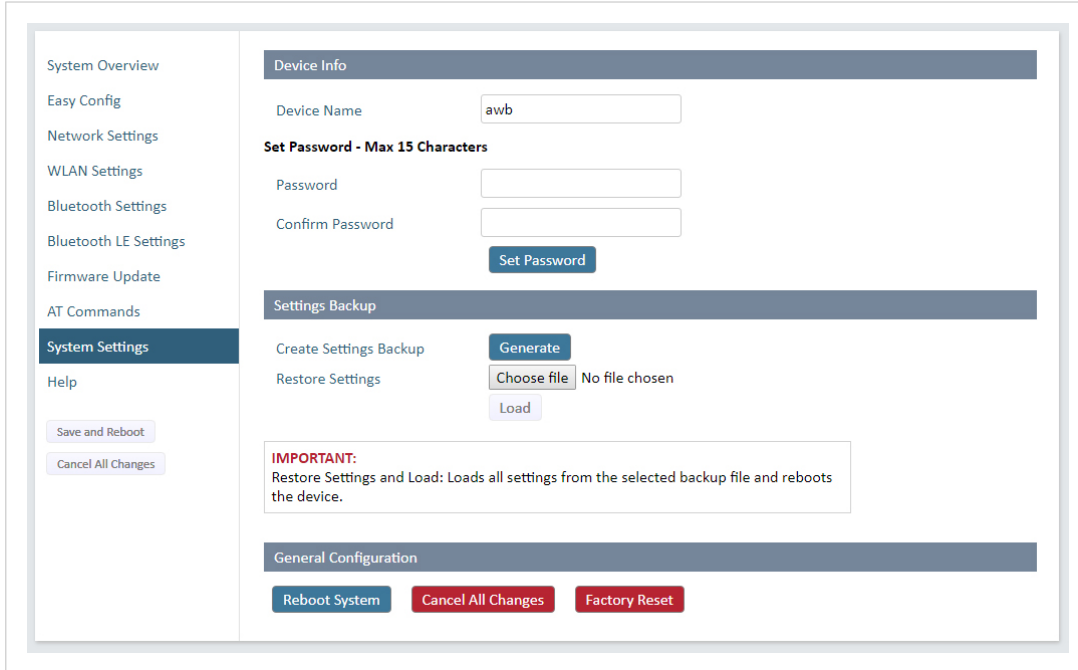 System Overview
Easy Config
Network Settings
WLAN Settings
Bluetooth Settings
Bluetooth LE Settings
Firmware Update
AT Commands
System Settings
Help
Save and Reboot
Cancel All Changes
Device Info
Device Name awb
Set Password - Max 15 Characters
Password
Confirm Password
Set Password
Settings Backup
Create Settings Backup Generate
Restore Settings Choose file No file chosen
Load
IMPORTANT:
Restore Settings and Load: Loads all settings from the selected backup file and reboots
the device.
General Configuration
Reboot System Cancel All Changes Factory Reset